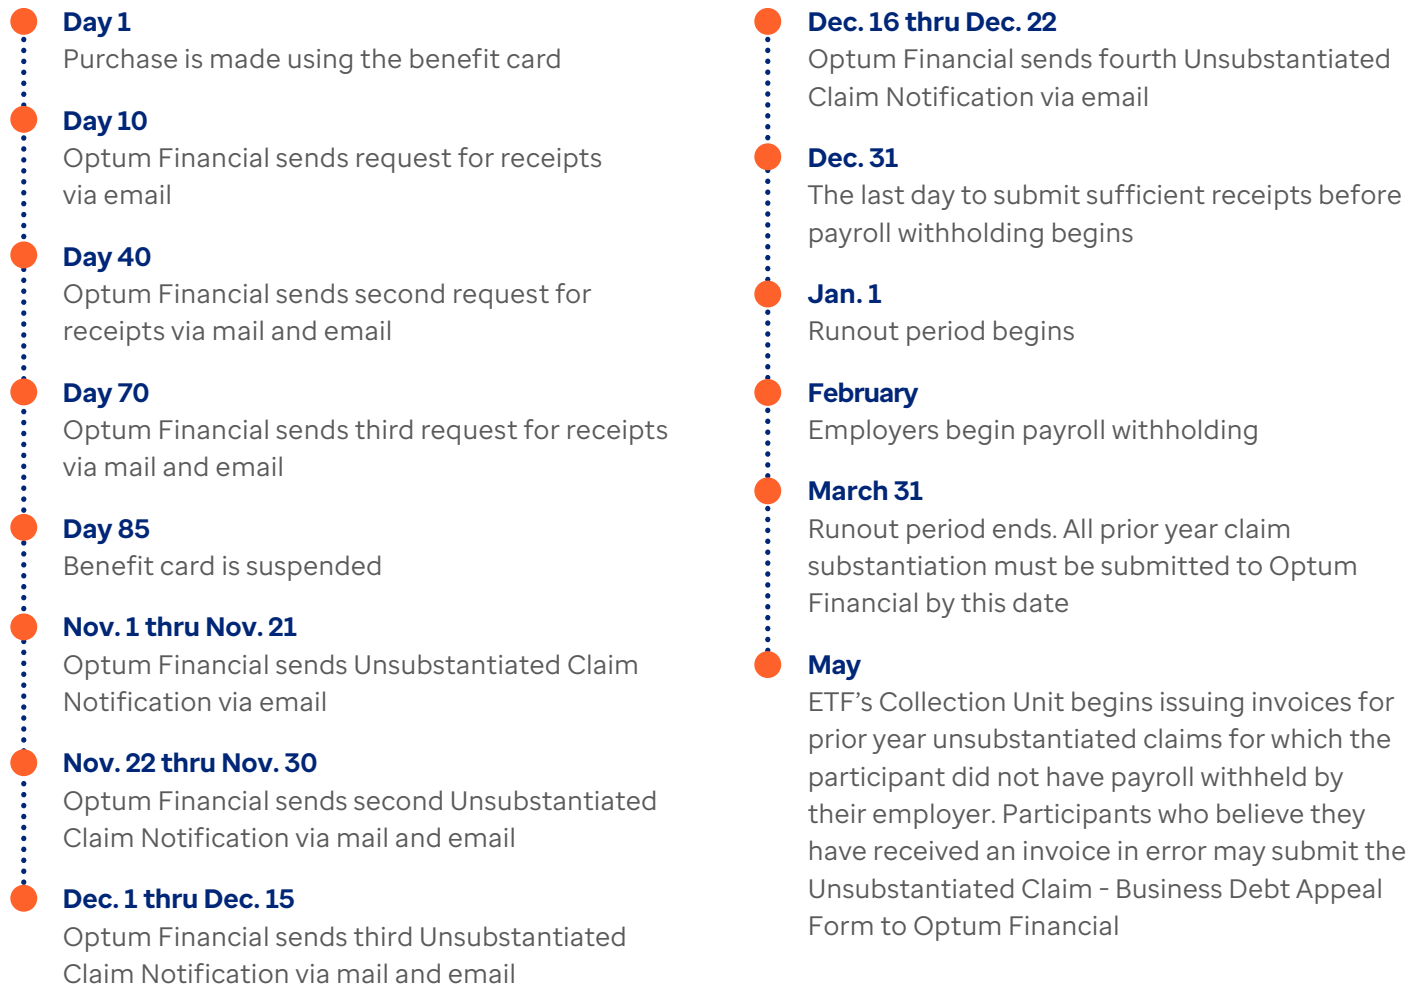 Day 1
Purchase is made using the benefit card
Day 10
Optum Financial sends request for receipts
via email
Day 40
Optum Financial sends second request for
receipts via mail and email
Day 70
Optum Financial sends third request for receipts
via mail and email
Day 85
Benefit card is suspended
Nov. 1 thru Nov. 21
Optum Financial sends Unsubstantiated Claim
Notification via email
Nov. 22 thru Nov. 30
Optum Financial sends second Unsubstantiated
Claim Notification via mail and email
Dec. 1 thru Dec. 15
Optum Financial sends third Unsubstantiated
Claim Notification via mail and email
Dec. 16 thru Dec. 22
Optum Financial sends fourth Unsubstantiated
Claim Notification via email
Dec. 31
The last day to submit sufficient receipts before
payroll withholding begins
Jan. 1
Runout period begins
February
Employers begin payroll withholding
March 31
Runout period ends. All prior year claim
substantiation must be submitted to Optum
Financial by this date
May
ETF’s Collection Unit begins issuing invoices for
prior year unsubstantiated claims for which the
participant did not have payroll withheld by
their employer. Participants who believe they
have received an invoice in error may submit the
Unsubstantiated Claim - Business Debt Appeal
Form to Optum Financial